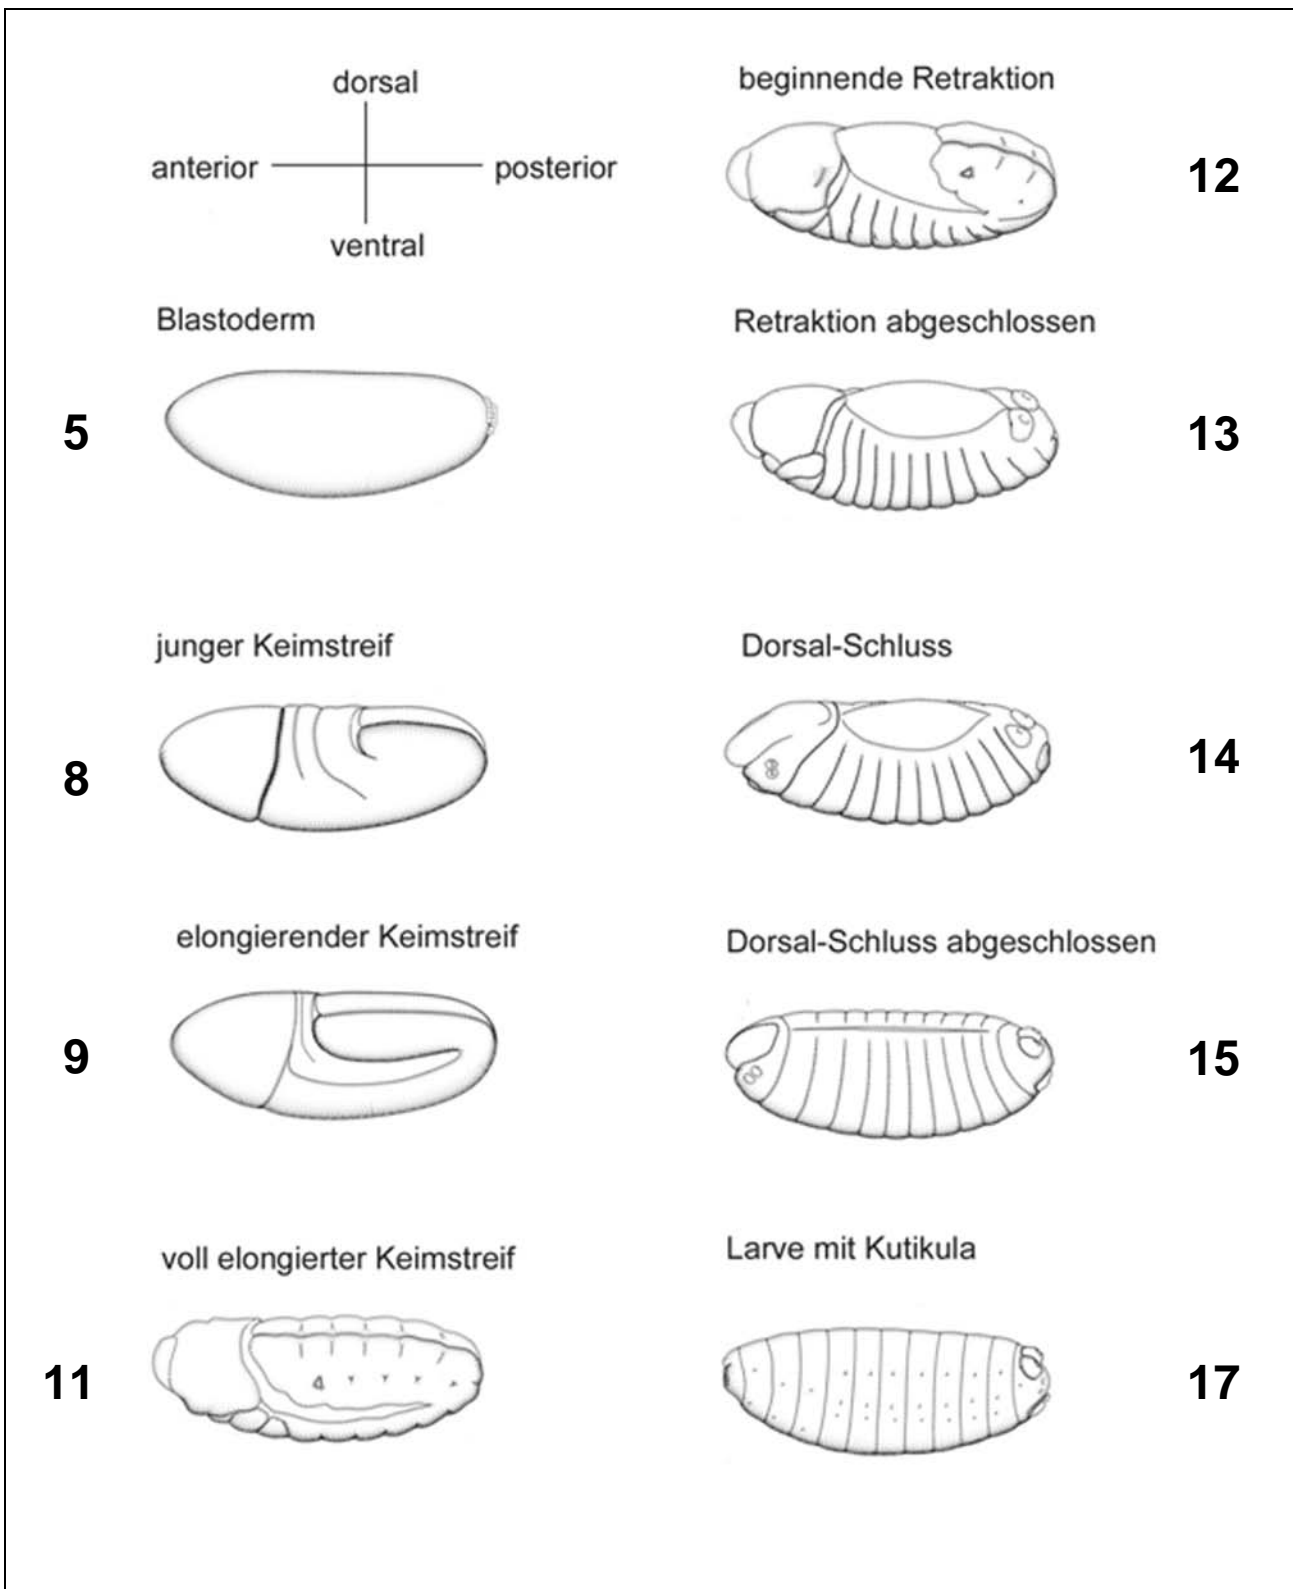 dorsal
anterior
posterior
ventral
Blastoderm
5
junger Keimstreif
8
elongierender Keimstreif
9
voll elongierter Keimstreif
11
beginnende Retraktion
12
Retraktion abgeschlossen
13
Dorsal-Schluss
14
Dorsal-Schluss abgeschlossen
15
Larve mit Kutikula
17